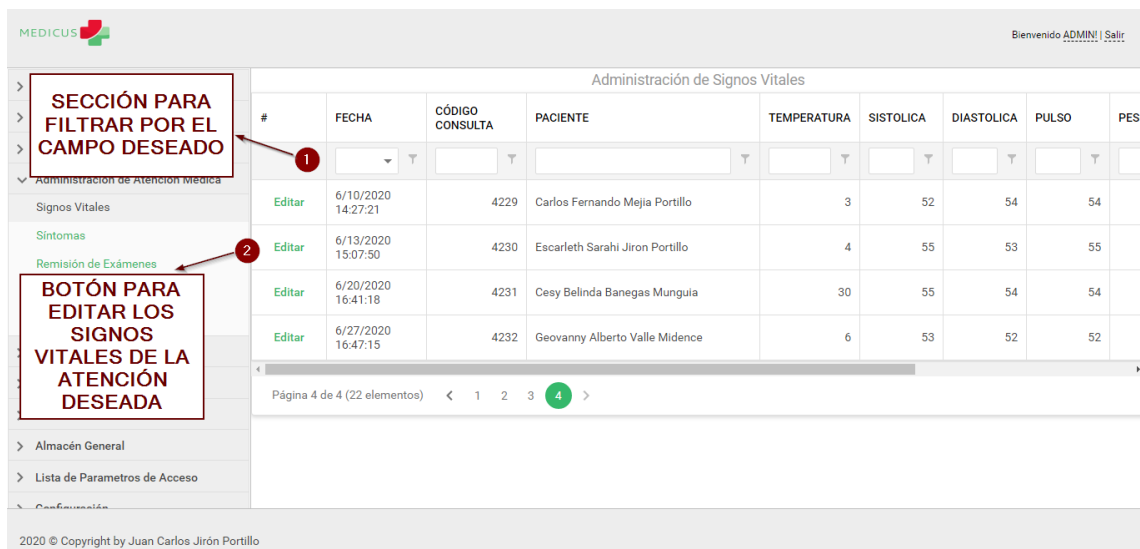 MEDICUS
Bienvenido ADMIN! | Salir
SECCIÓN PARA
FILTRAR POR EL
CAMPO DESEADO
1
Administración de Atención Médica
Signos Vitales
Síntomas
Remisión de Exámenes
2
BOTÓN PARA
EDITAR LOS
SIGNOS
VITALES DE LA
ATENCIÓN
DESEADA
Almacén General
Lista de Parametros de Acceso
Configuración
Administración de Signos Vitales
# FECHA CÓDIGO CONSULTA PACIENTE TEMPERATURA SISTOLICA DIASTOLICA PULSO PES
Editar 6/10/2020 14:27:21 4229 Carlos Fernando Mejia Portillo 3 52 54 54
Editar 6/13/2020 15:07:50 4230 Escarleth Sarahi Jiron Portillo 4 55 53 55
Editar 6/20/2020 16:41:18 4231 Cesy Belinda Banegas Munguia 30 55 54 54
Editar 6/27/2020 16:47:15 4232 Geovanny Alberto Valle Midence 6 53 52 52
Página 4 de 4 (22 elementos) 1 2 3 4
2020 © Copyright by Juan Carlos Jirón Portillo